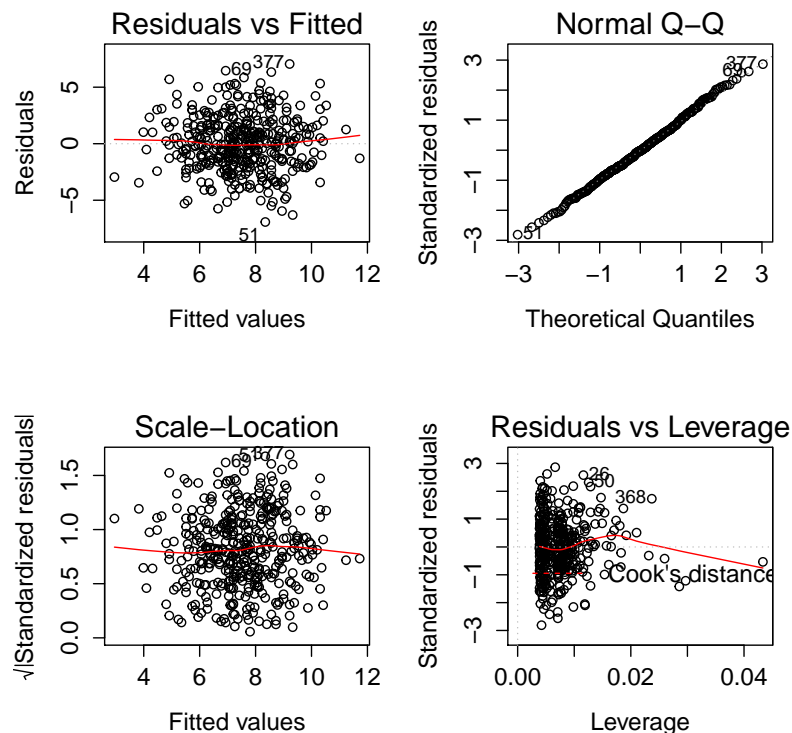 Residuals vs Fitted
Residuals
5
0
−5
69
377
51
4 6 8 10 12
Fitted values
Normal Q−Q
Standardized residuals
3
1
−1
−3
377
69
51
−3 −1 1 2 3
Theoretical Quantiles
Scale−Location
√|Standardized residuals|
1.5
1.0
0.5
0.0
51
377
69
4 6 8 10 12
Fitted values
Residuals vs Leverage
Standardized residuals
3
1
−1
−3
26
368
Cook's distance
0.00 0.02 0.04
Leverage